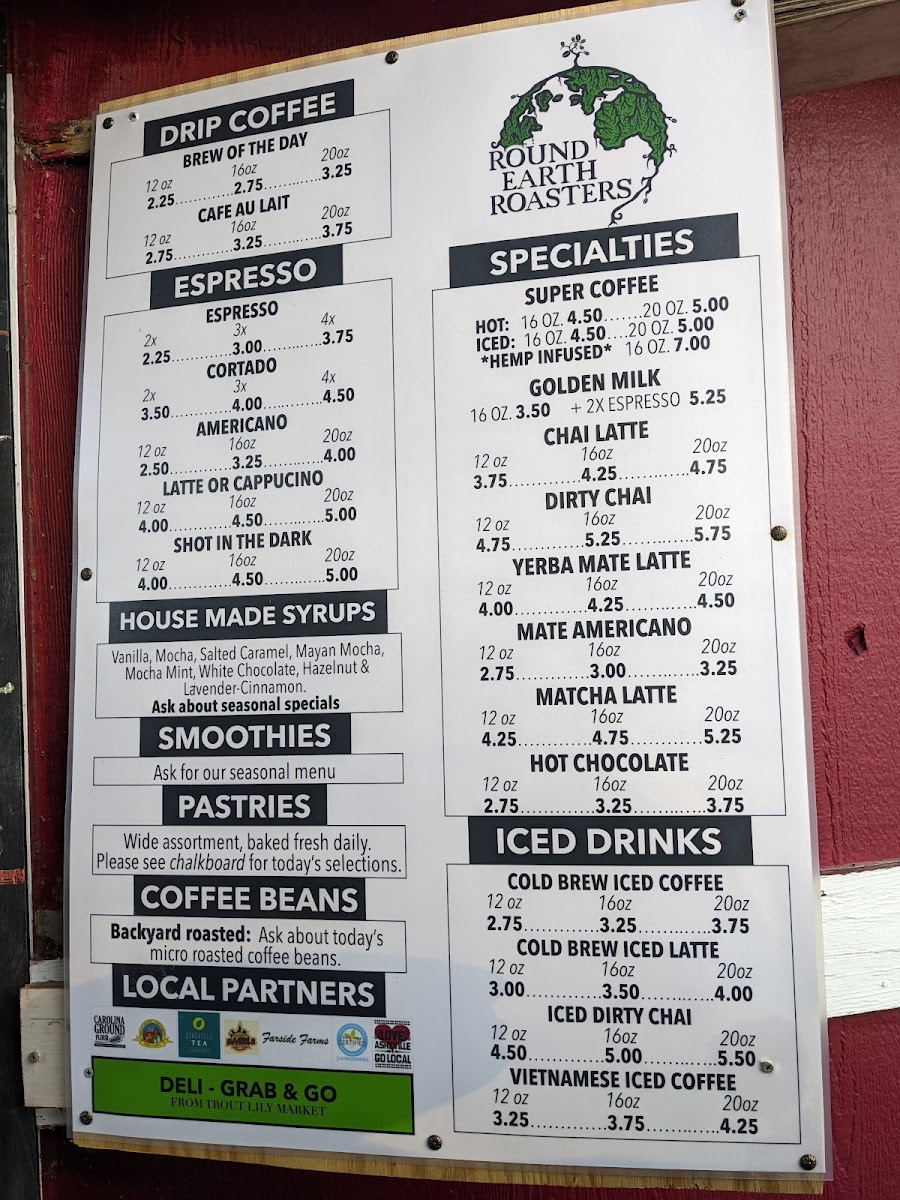 DRIP COFFEE
BREW OF THE DAY
12 oz 16oz 20oz
2.25............2.75............3.25
CAFE AU LAIT
12 oz 16oz 20oz
2.75............3.25............3.75
ESPRESSO
ESPRESSO
2x 3x 4x
2.25............3.00............3.75
CORTADO
2x 3x 4x
3.50............4.00............4.50
AMERICANO
12 oz 16oz 20oz
2.50............3.25............4.00
LATTE OR CAPPUCINO
12 oz 16oz 20oz
4.00............4.50............5.00
SHOT IN THE DARK
12 oz 16oz 20oz
4.00............4.50............5.00
HOUSE MADE SYRUPS
Vanilla, Mocha, Salted Caramel, Mayan Mocha,
Mocha Mint, White Chocolate, Hazelnut &
Lavender-Cinnamon.
Ask about seasonal specials
SMOOTHIES
Ask for our seasonal menu
PASTRIES
Wide assortment, baked fresh daily.
Please see chalkboard for today's selections.
COFFEE BEANS
Backyard roasted: Ask about today's
micro roasted coffee beans.
LOCAL PARTNERS
CAROLINA
GROUND
FLOUR
ASHEVILLE
TEA
COMPANY
BAGELS
Farside Farms
CERTIFIED
LOVE
ASHEVILLE
GO LOCAL
DELI - GRAB & GO
FROM TROUT LILY MARKET
ROUND
EARTH
ROASTERS
SPECIALTIES
SUPER COFFEE
HOT: 16 OZ. 4.50.......20 OZ. 5.00
ICED: 16 OZ. 4.50....20 OZ. 5.00
*HEMP INFUSED* 16 OZ. 7.00
GOLDEN MILK
16 OZ. 3.50 + 2X ESPRESSO 5.25
CHAI LATTE
12 oz 16oz 20oz
3.75............4.25............4.75
DIRTY CHAI
12 oz 16oz 20oz
4.75............5.25............5.75
YERBA MATE LATTE
12 oz 16oz 20oz
4.00............4.25............4.50
MATE AMERICANO
12 oz 16oz 20oz
2.75............3.00............3.25
MATCHA LATTE
12 oz 16oz 20oz
4.25............4.75............5.25
HOT CHOCOLATE
12 oz 16oz 20oz
2.75............3.25............3.75
ICED DRINKS
COLD BREW ICED COFFEE
12 oz 16oz 20oz
2.75............3.25............3.75
COLD BREW ICED LATTE
12 oz 16oz 20oz
3.00............3.50............4.00
ICED DIRTY CHAI
12 oz 16oz 20oz
4.50............5.00............5.50
VIETNAMESE ICED COFFEE
12 oz 16oz 20oz
3.25............3.75............4.25